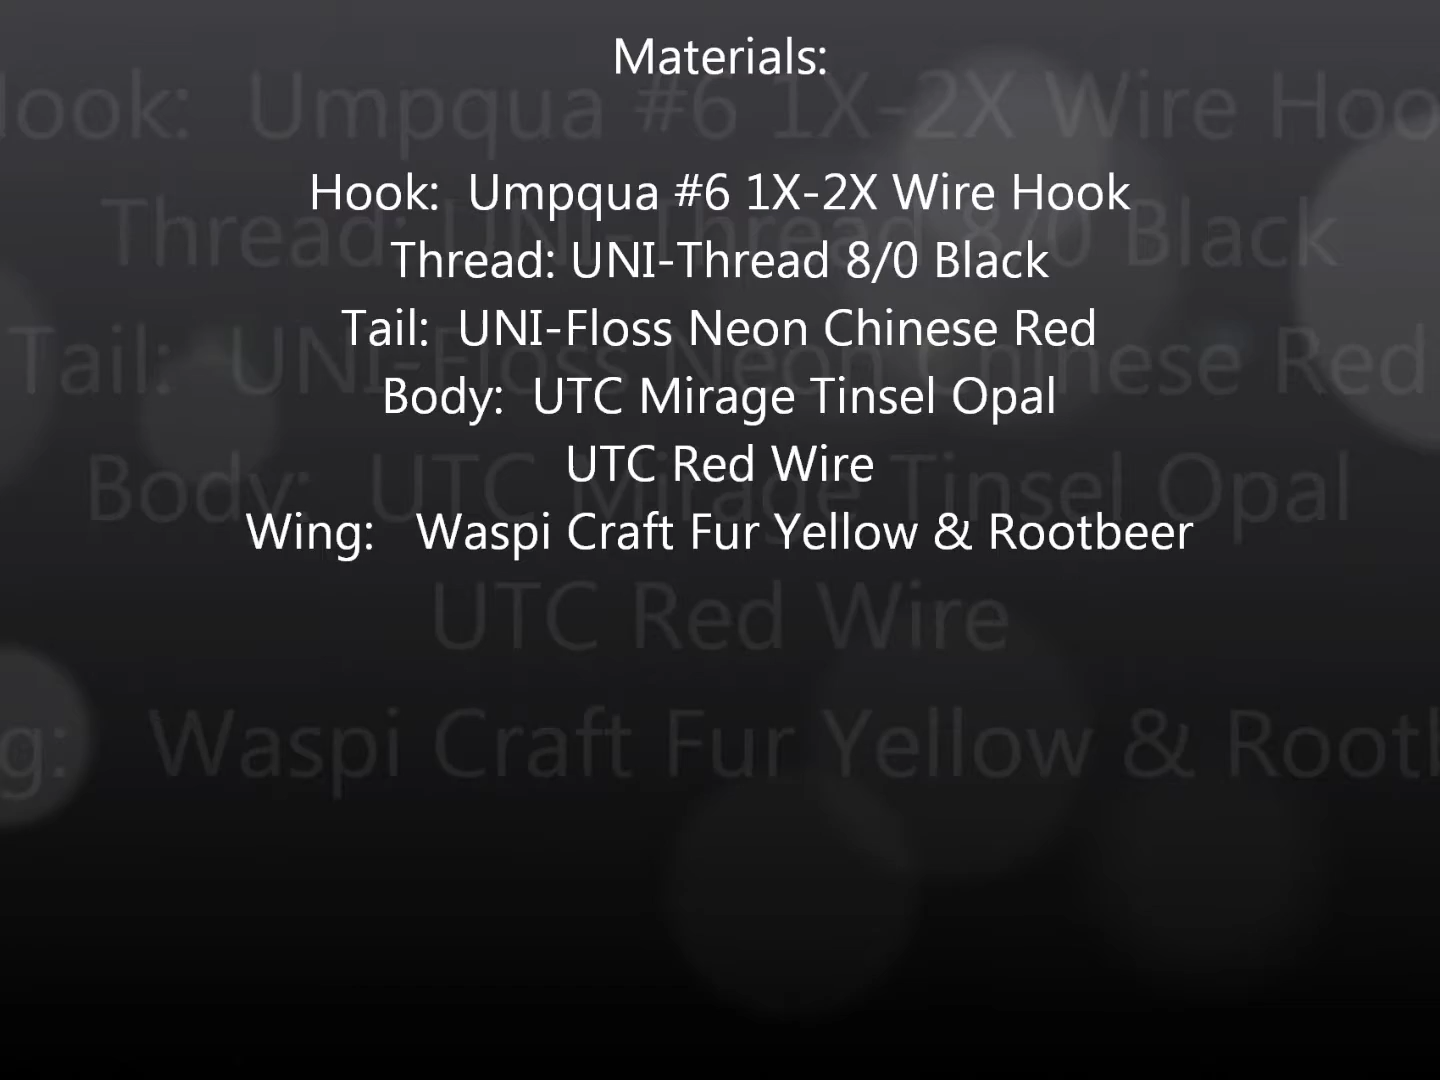 Materials:
Hook: Umpqua #6 1X-2X Wire Hook
Thread: UNI-Thread 8/0 Black
Tail: UNI-Floss Neon Chinese Red
Body: UTC Mirage Tinsel Opal
UTC Red Wire
Wing: Waspi Craft Fur Yellow & Rootbeer